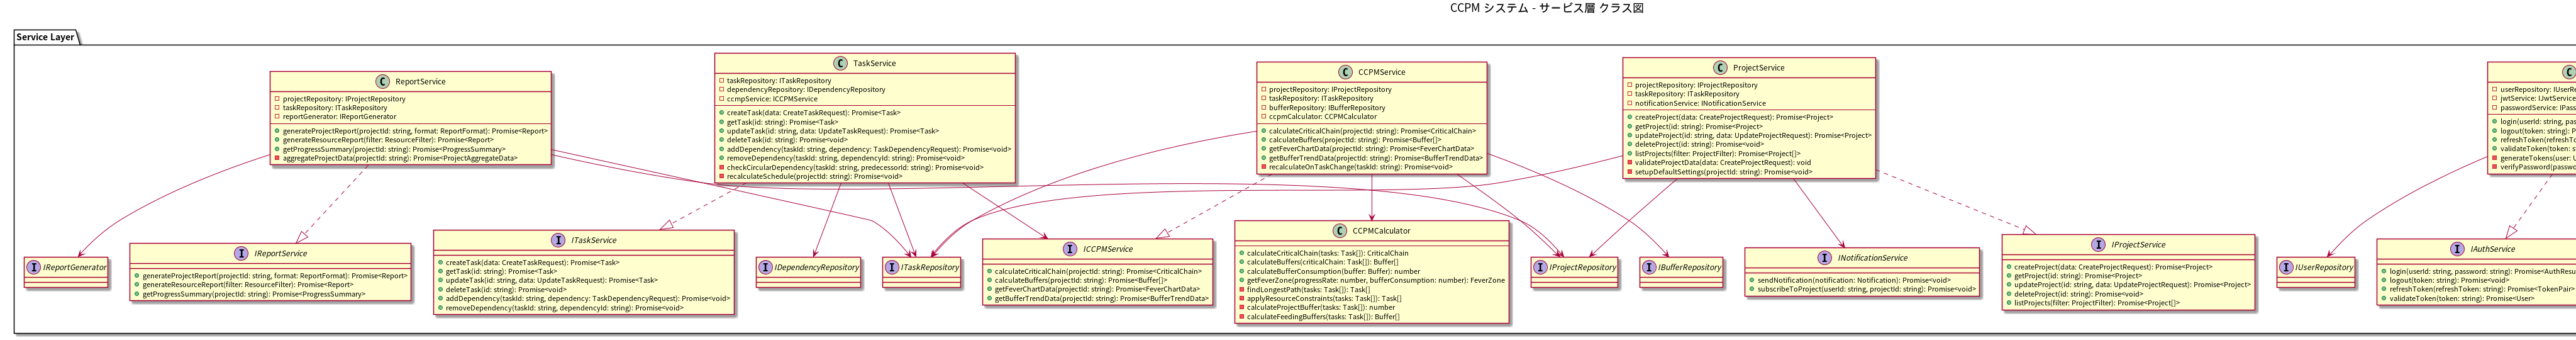 CCPM システム - サービス層 クラス図
Service Layer
ReportService
projectRepository: IProjectRepository
taskRepository: ITaskRepository
reportGenerator: IReportGenerator
generateProjectReport(projectId: string, format: ReportFormat): Promise<Report>
generateResourceReport(filter: ResourceFilter): Promise<Report>
getProgressSummary(projectId: string): Promise<ProgressSummary>
aggregateProjectData(projectId: string): Promise<ProjectAggregateData>
TaskService
taskRepository: ITaskRepository
dependencyRepository: IDependencyRepository
ccmpService: ICCPMService
createTask(data: CreateTaskRequest): Promise<Task>
getTask(id: string): Promise<Task>
updateTask(id: string, data: UpdateTaskRequest): Promise<Task>
deleteTask(id: string): Promise<void>
addDependency(taskId: string, dependency: TaskDependencyRequest): Promise<void>
removeDependency(taskId: string, dependencyId: string): Promise<void>
checkCircularDependency(taskId: string, predecessorId: string): Promise<void>
recalculateSchedule(projectId: string): Promise<void>
CCPMService
projectRepository: IProjectRepository
taskRepository: ITaskRepository
bufferRepository: IBufferRepository
ccpmCalculator: CCPMCalculator
calculateCriticalChain(projectId: string): Promise<CriticalChain>
calculateBuffers(projectId: string): Promise<Buffer[]>
getFeverChartData(projectId: string): Promise<FeverChartData>
getBufferTrendData(projectId: string): Promise<BufferTrendData>
recalculateOnTaskChange(taskId: string): Promise<void>
ProjectService
projectRepository: IProjectRepository
taskRepository: ITaskRepository
notificationService: INotificationService
createProject(data: CreateProjectRequest): Promise<Project>
getProject(id: string): Promise<Project>
updateProject(id: string, data: UpdateProjectRequest): Promise<Project>
deleteProject(id: string): Promise<void>
listProjects(filter: ProjectFilter): Promise<Project[]>
validateProjectData(data: CreateProjectRequest): void
setupDefaultSettings(projectId: string): Promise<void>
userRepository: IUserRe
jwtService: IJwtService
passwordService: IPass
login(userId: string, pas
logout(token: string): P
refreshToken(refreshTo
validateToken(token: s
generateTokens(user: U
verifyPassword(passwo
IReportGenerator
IReportService
generateProjectReport(projectId: string, format: ReportFormat): Promise<Report>
generateResourceReport(filter: ResourceFilter): Promise<Report>
getProgressSummary(projectId: string): Promise<ProgressSummary>
ITaskService
createTask(data: CreateTaskRequest): Promise<Task>
getTask(id: string): Promise<Task>
updateTask(id: string, data: UpdateTaskRequest): Promise<Task>
deleteTask(id: string): Promise<void>
addDependency(taskId: string, dependency: TaskDependencyRequest): Promise<void>
removeDependency(taskId: string, dependencyId: string): Promise<void>
IDependencyRepository
ITaskRepository
ICCPMService
calculateCriticalChain(projectId: string): Promise<CriticalChain>
calculateBuffers(projectId: string): Promise<Buffer[]>
getFeverChartData(projectId: string): Promise<FeverChartData>
getBufferTrendData(projectId: string): Promise<BufferTrendData>
CCPMCalculator
calculateCriticalChain(tasks: Task[]): CriticalChain
calculateBuffers(criticalChain: Task[]): Buffer[]
calculateBufferConsumption(buffer: Buffer): number
getFeverZone(progressRate: number, bufferConsumption: number): FeverZone
findLongestPath(tasks: Task[]): Task[]
applyResourceConstraints(tasks: Task[]): Task[]
calculateProjectBuffer(tasks: Task[]): number
calculateFeedingBuffers(tasks: Task[]): Buffer[]
IProjectRepository
IBufferRepository
INotificationService
sendNotification(notification: Notification): Promise<void>
subscribeToProject(userId: string, projectId: string): Promise<void>
IProjectService
createProject(data: CreateProjectRequest): Promise<Project>
getProject(id: string): Promise<Project>
updateProject(id: string, data: UpdateProjectRequest): Promise<Project>
deleteProject(id: string): Promise<void>
listProjects(filter: ProjectFilter): Promise<Project[]>
IUserRepository
IAuthService
login(userId: string, password: string): Promise<AuthResu
logout(token: string): Promise<void>
refreshToken(refreshToken: string): Promise<TokenPair>
validateToken(token: string): Promise<User>